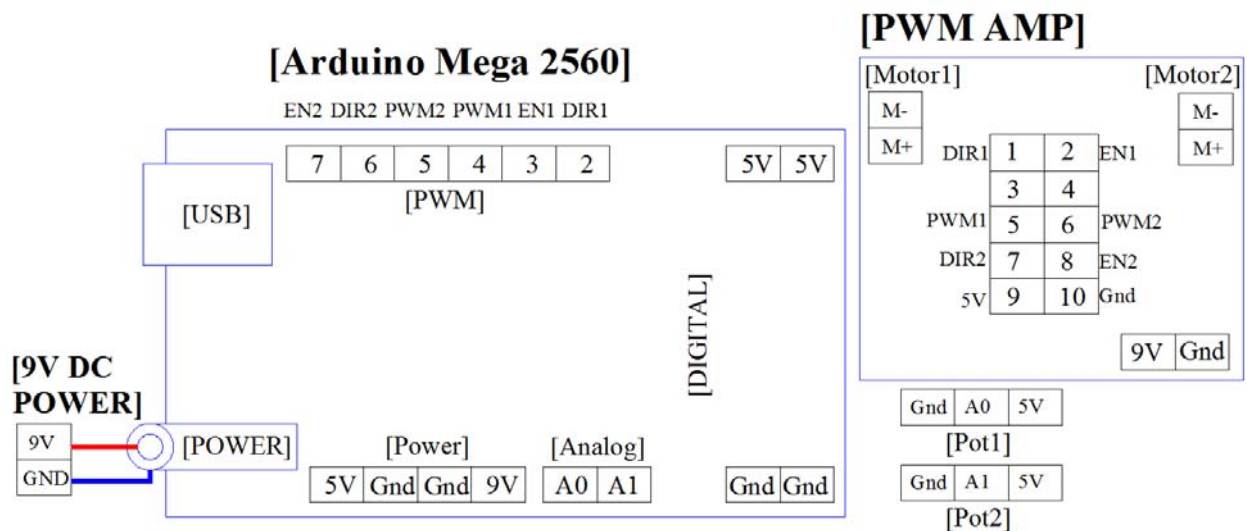 [PWM AMP]
[Arduino Mega 2560]
[Motor1] [Motor2]
EN2 DIR2 PWM2 PWM1 EN1 DIR1
M- M-
M+ M+
7 6 5 4 3 2
[PWM]
5V 5V
DIR1 1 2 EN1
3 4
PWM1 5 6 PWM2
DIR2 7 8 EN2
5V 9 10 Gnd
[USB]
[DIGITAL]
9V Gnd
[9V DC
POWER]
9V
GND
[POWER]
[Power]
5V Gnd Gnd 9V
[Analog]
A0 A1
Gnd Gnd
Gnd A0 5V
[Pot1]
Gnd A1 5V
[Pot2]